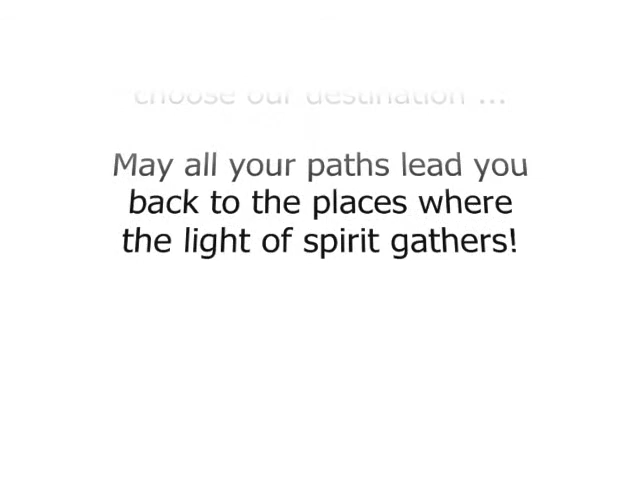 choose our destination ...
May all your paths lead you
back to the places where
the light of spirit gathers!